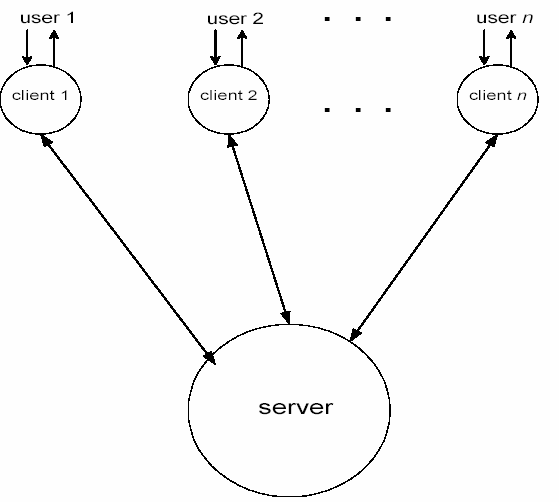 user 1 user 2 . . . user n
client 1 client 2 . . . client n
server